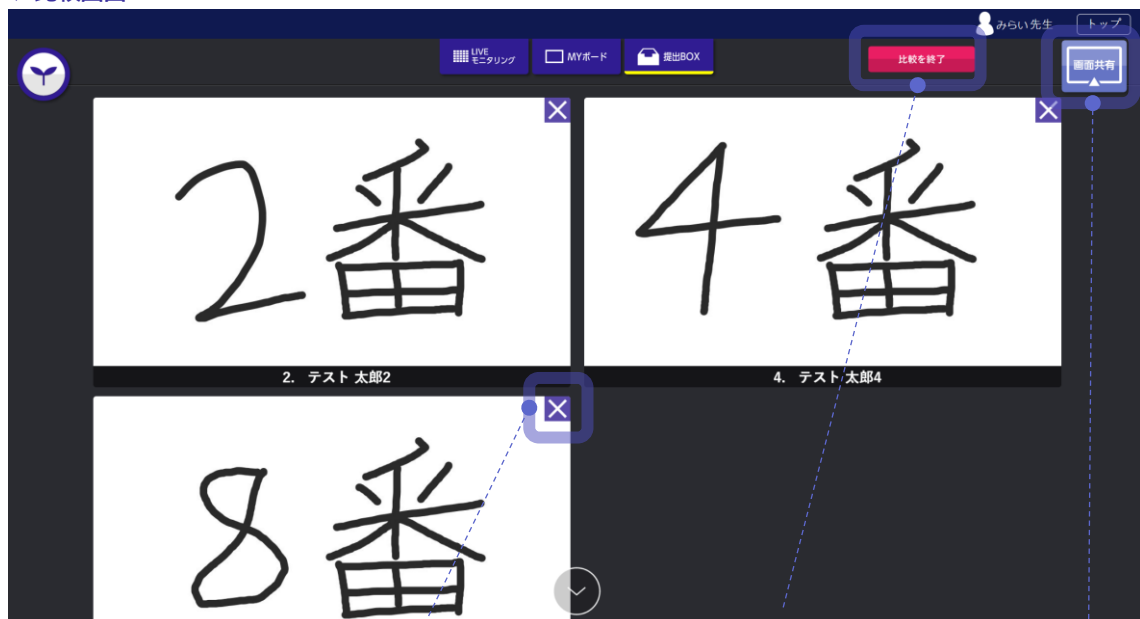 みらい先生
トップ
LIVE
モニタリング
MYボード
提出BOX
比較を終了
画面共有
2番
4番
2. テスト 太郎2
4. テスト 太郎4
8番